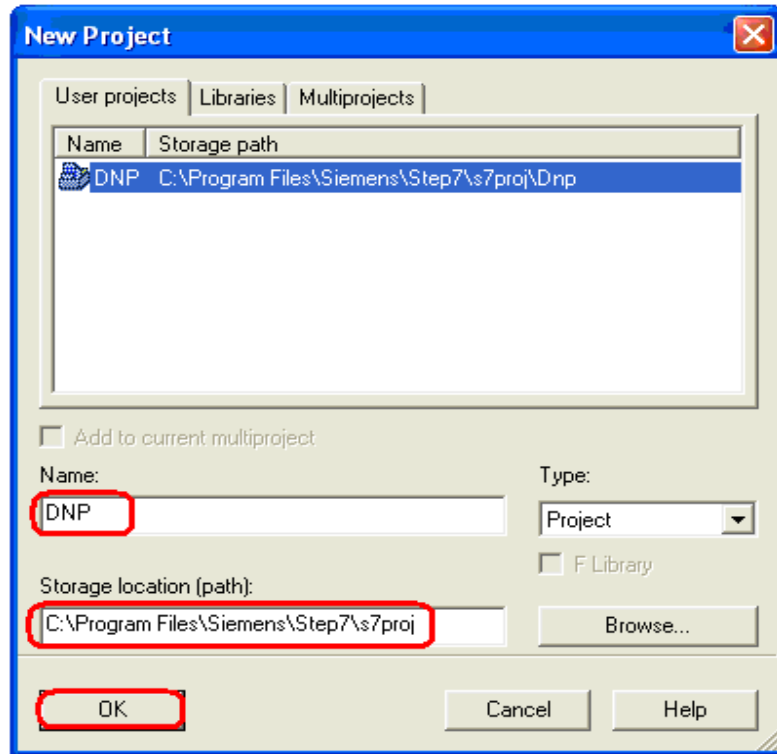 New Project
User projects Libraries Multiprojects
Name Storage path
DNP C:\Program Files\Siemens\Step7\s7proj\Dnp
Add to current multiproject
Name: Type:
DNP Project
F Library
Storage location (path):
C:\Program Files\Siemens\Step7\s7proj Browse...
OK Cancel Help